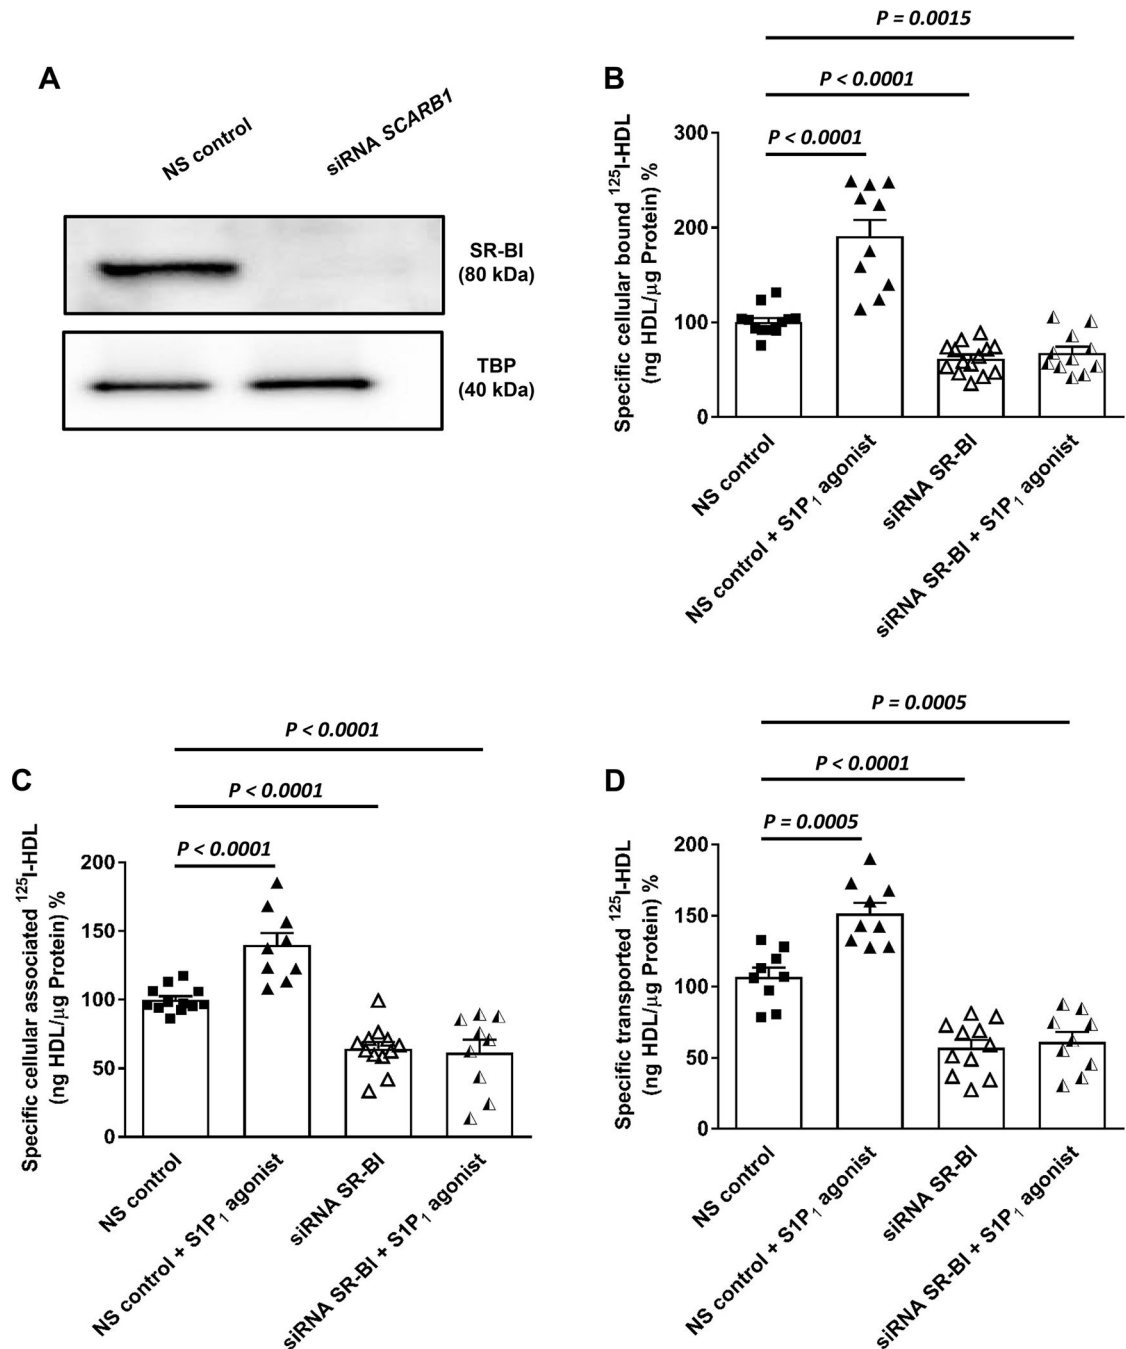 A
NS control
siRNA SCARB1
SR-BI
(80 kDa)
TBP
(40 kDa)
B
P = 0.0015
P < 0.0001
P < 0.0001
Specific cellular bound ¹²⁵I-HDL
(ng HDL/μg Protein) %
300
200
100
0
NS control
NS control + S1P₁ agonist
siRNA SR-BI
siRNA SR-BI + S1P₁ agonist
C
P < 0.0001
P < 0.0001
P < 0.0001
Specific cellular associated ¹²⁵I-HDL
(ng HDL/μg Protein) %
200
150
100
50
0
NS control
NS control + S1P₁ agonist
siRNA SR-BI
siRNA SR-BI + S1P₁ agonist
D
P = 0.0005
P < 0.0001
P = 0.0005
Specific transported ¹²⁵I-HDL
(ng HDL/μg Protein) %
200
150
100
50
0
NS control
NS control + S1P₁ agonist
siRNA SR-BI
siRNA SR-BI + S1P₁ agonist